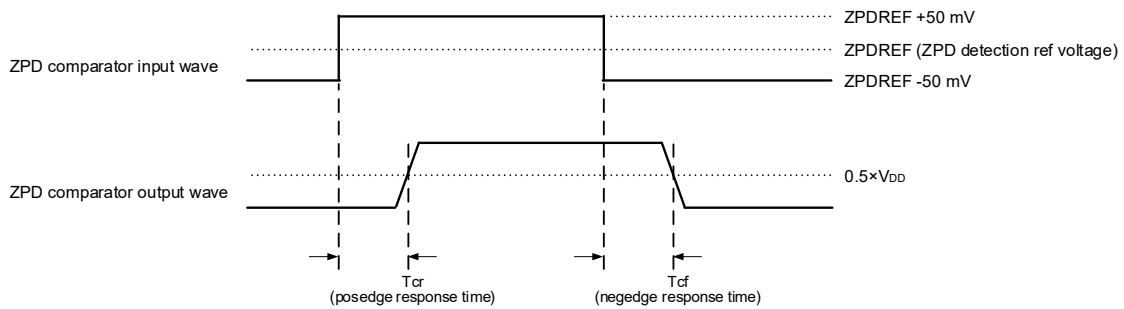 ZPDREF +50 mV
ZPDREF (ZPD detection ref voltage)
ZPD comparator input wave
ZPDREF -50 mV
0.5×VDD
ZPD comparator output wave
Tcr
(posedge response time)
Tcf
(negedge response time)